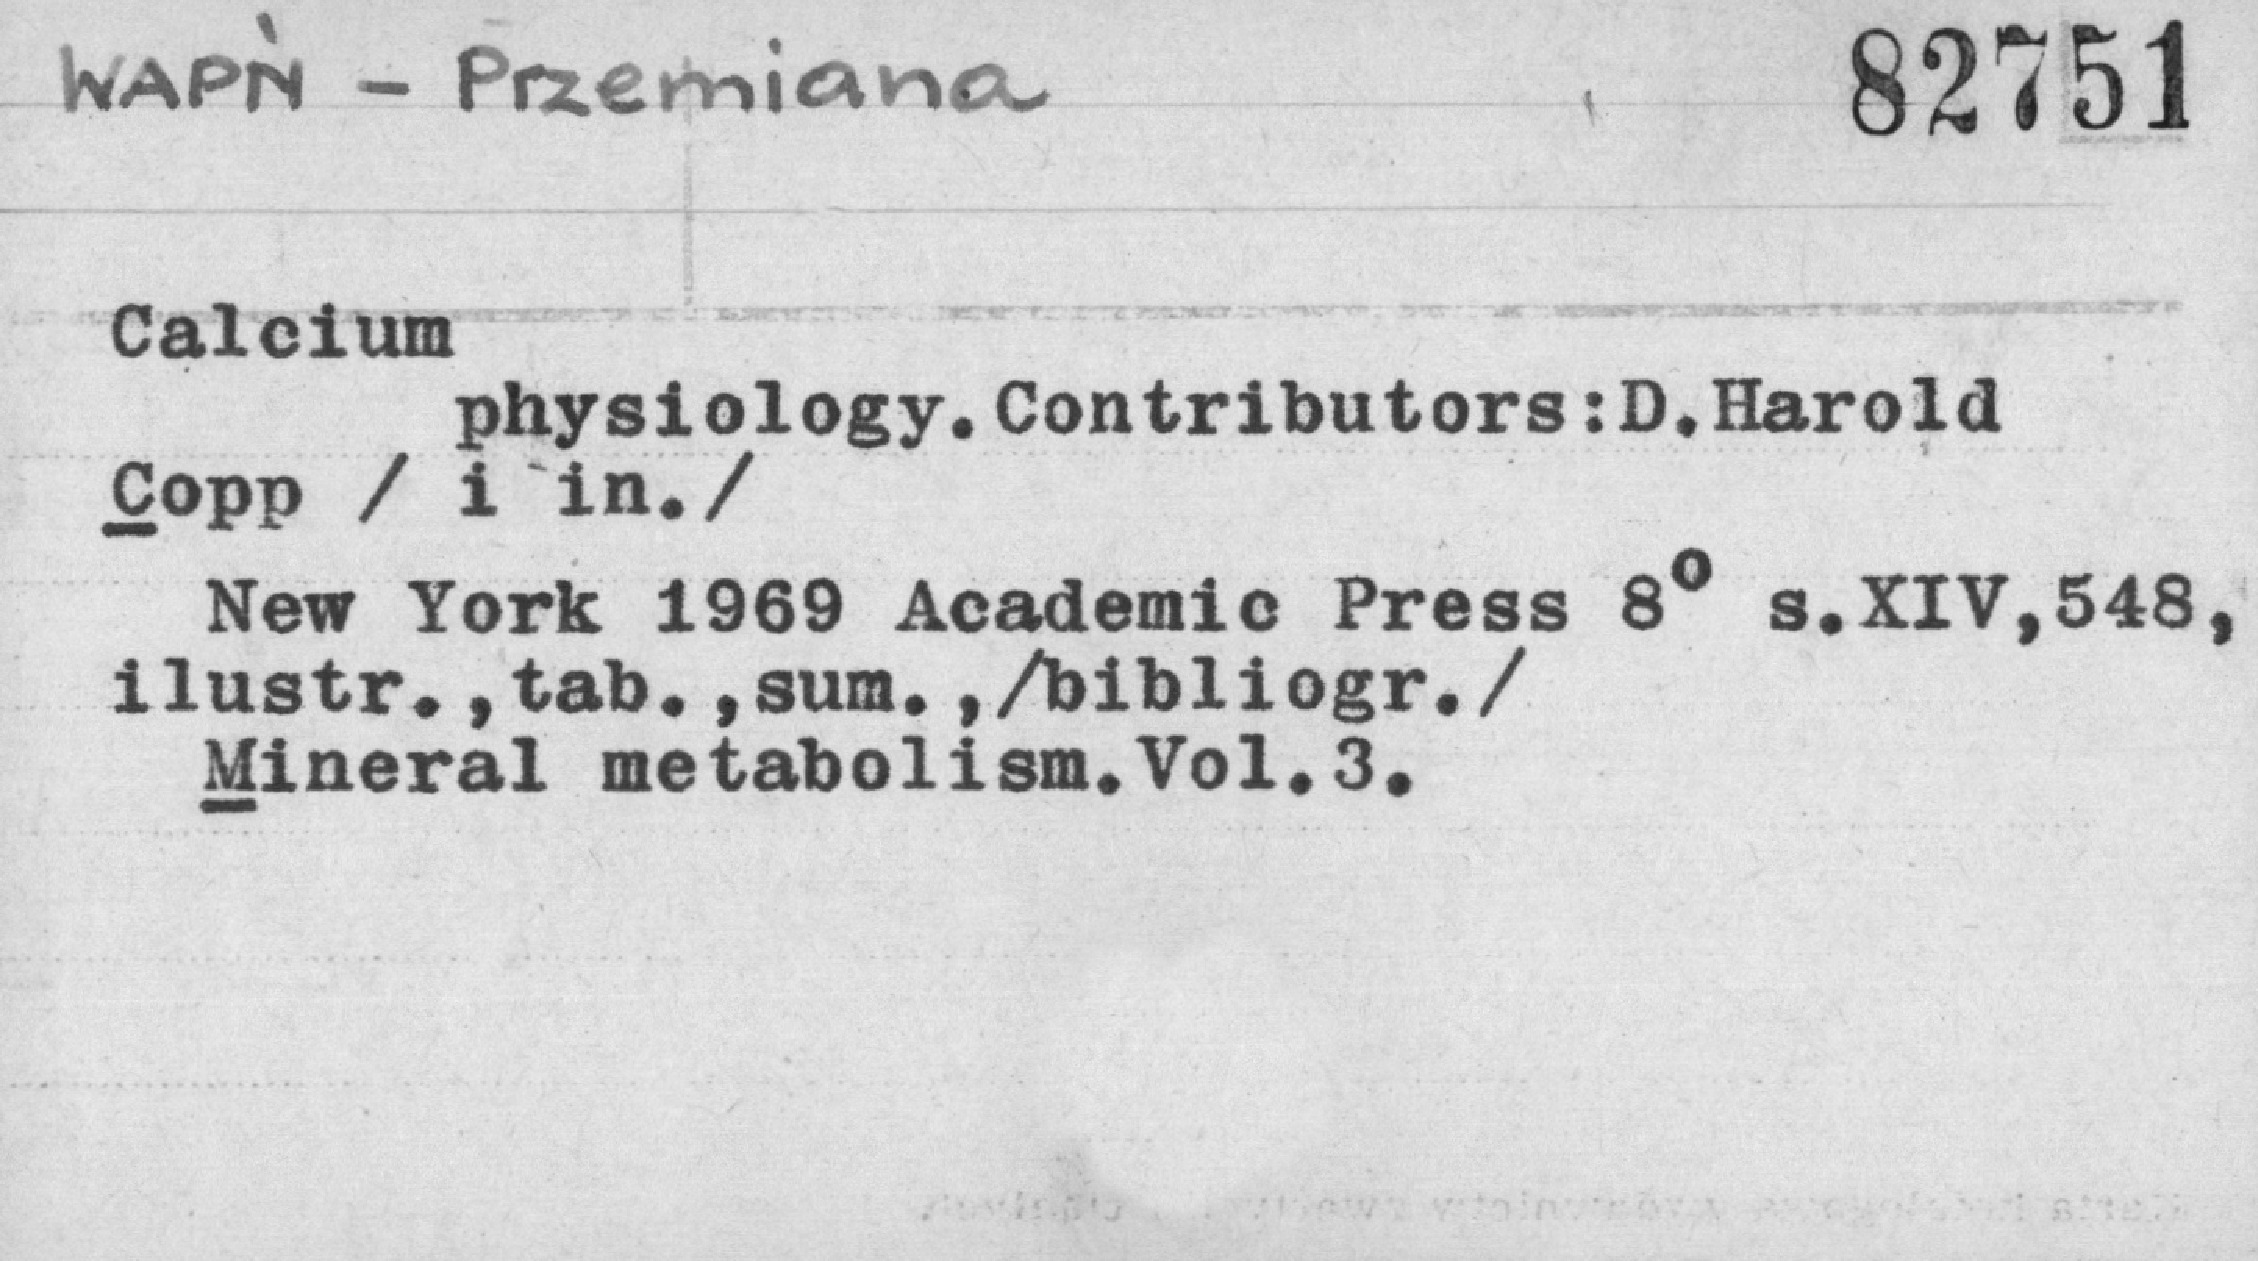 WAPŃ - Przemiana 82751
Calcium
physiology.Contributors:D.Harold
Copp / i in./
New York 1969 Academic Press 8° s.XIV,548,
ilustr.,tab.,sum.,/bibliogr./
Mineral metabolism.Vol.3.